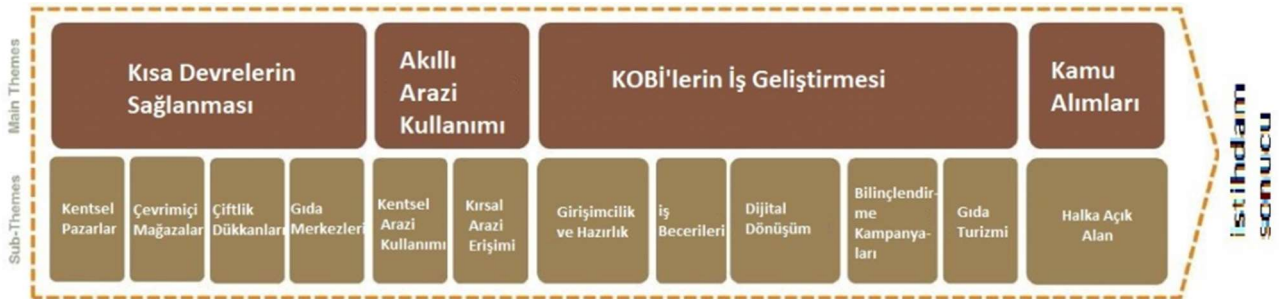 Main Themes
Kısa Devrelerin
Sağlanması
Akıllı
Arazi
Kullanımı
KOBİ'lerin İş Geliştirmesi
Kamu
Alımları
Sub-Themes
Kentsel
Pazarlar
Çevrimiçi
Mağazalar
Çiftlik
Dükkanları
Gıda
Merkezleri
Kentsel
Arazi
Kullanımı
Kırsal
Arazi
Erişimi
Girişimcilik
ve Hazırlık
iş
Becerileri
Dijital
Dönüşüm
Bilinçlendir-
me
Kampanya-
ları
Gıda
Turizmi
Halka Açık
Alan
istihdam
sonucu